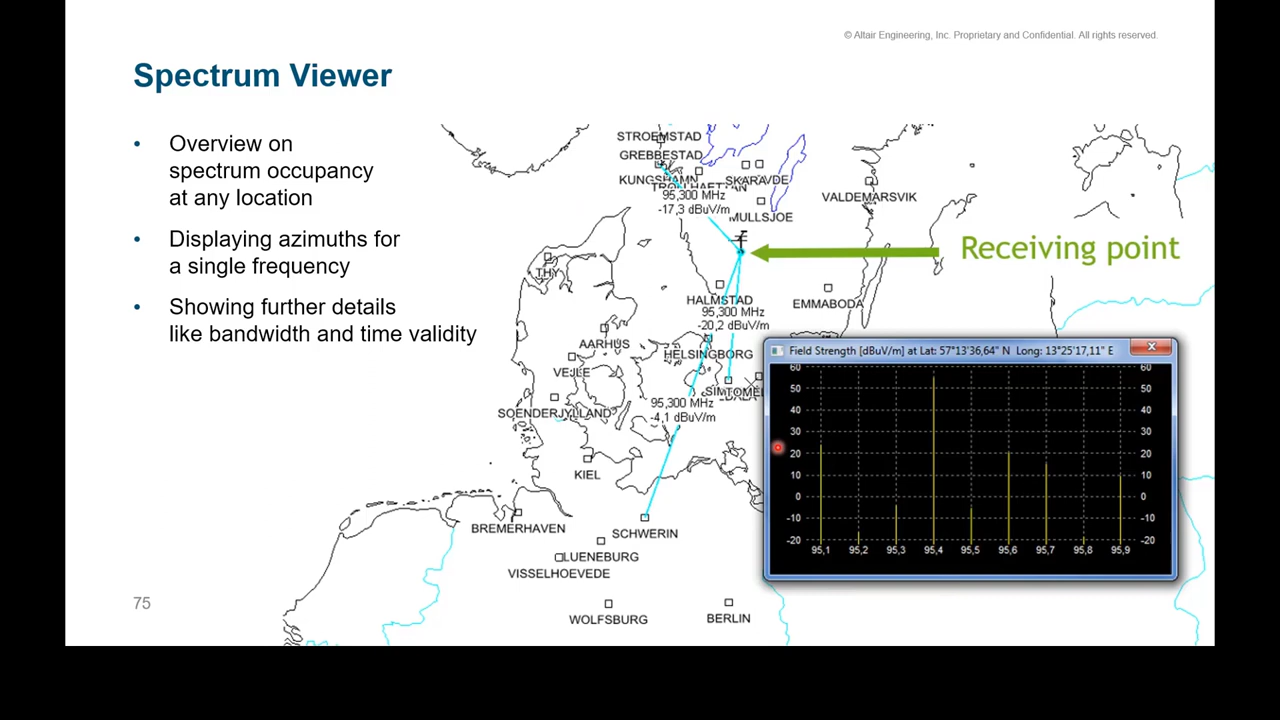 © Altair Engineering, Inc. Proprietary and Confidential. All rights reserved.
Spectrum Viewer
• Overview on
spectrum occupancy
at any location
• Displaying azimuths for
a single frequency
• Showing further details
like bandwidth and time validity
STROEMSTAD
GREBBESTAD
KUNGSHAMN
SKARAVDE
95,300 MHz
-17,3 dBuV/m
MULLSJOE
VALDEMARSVIK
Receiving point
THY
HALMSTAD
EMMABODA
95,300 MHz
-20,2 dBuV/m
AARHUS
HELSINGBORG
VEJLE
95,300 MHz
-4,1 dBuV/m
SOENDERJYLLAND
KIEL
BREMERHAVEN
SCHWERIN
LUENEBURG
VISSELHOEVEDE
WOLFSBURG
BERLIN
Field Strength [dBuV/m] at Lat: 57°13'36,64" N Long: 13°25'17,11" E
60 60
50 50
40 40
30 30
20 20
10 10
0 0
-10 -10
-20 -20
95,1 95,2 95,3 95,4 95,5 95,6 95,7 95,8 95,9
75